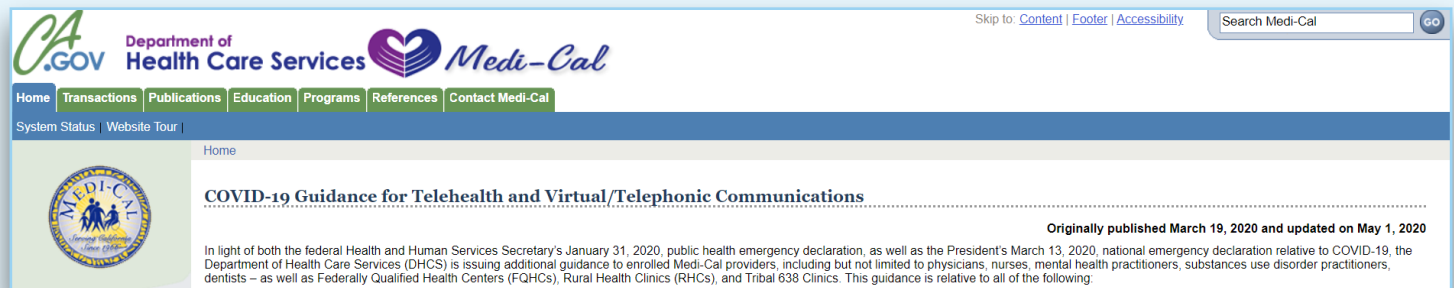 Skip to: Content | Footer | Accessibility
Search Medi-Cal
GO
CA
.GOV
Department of
Health Care Services
Medi-Cal
Home Transactions Publications Education Programs References Contact Medi-Cal
System Status | Website Tour |
Home
MEDI-CAL
Serving California
Since 1966
COVID-19 Guidance for Telehealth and Virtual/Telephonic Communications
Originally published March 19, 2020 and updated on May 1, 2020
In light of both the federal Health and Human Services Secretary's January 31, 2020, public health emergency declaration, as well as the President's March 13, 2020, national emergency declaration relative to COVID-19, the
Department of Health Care Services (DHCS) is issuing additional guidance to enrolled Medi-Cal providers, including but not limited to physicians, nurses, mental health practitioners, substances use disorder practitioners,
dentists – as well as Federally Qualified Health Centers (FQHCs), Rural Health Clinics (RHCs), and Tribal 638 Clinics. This guidance is relative to all of the following: